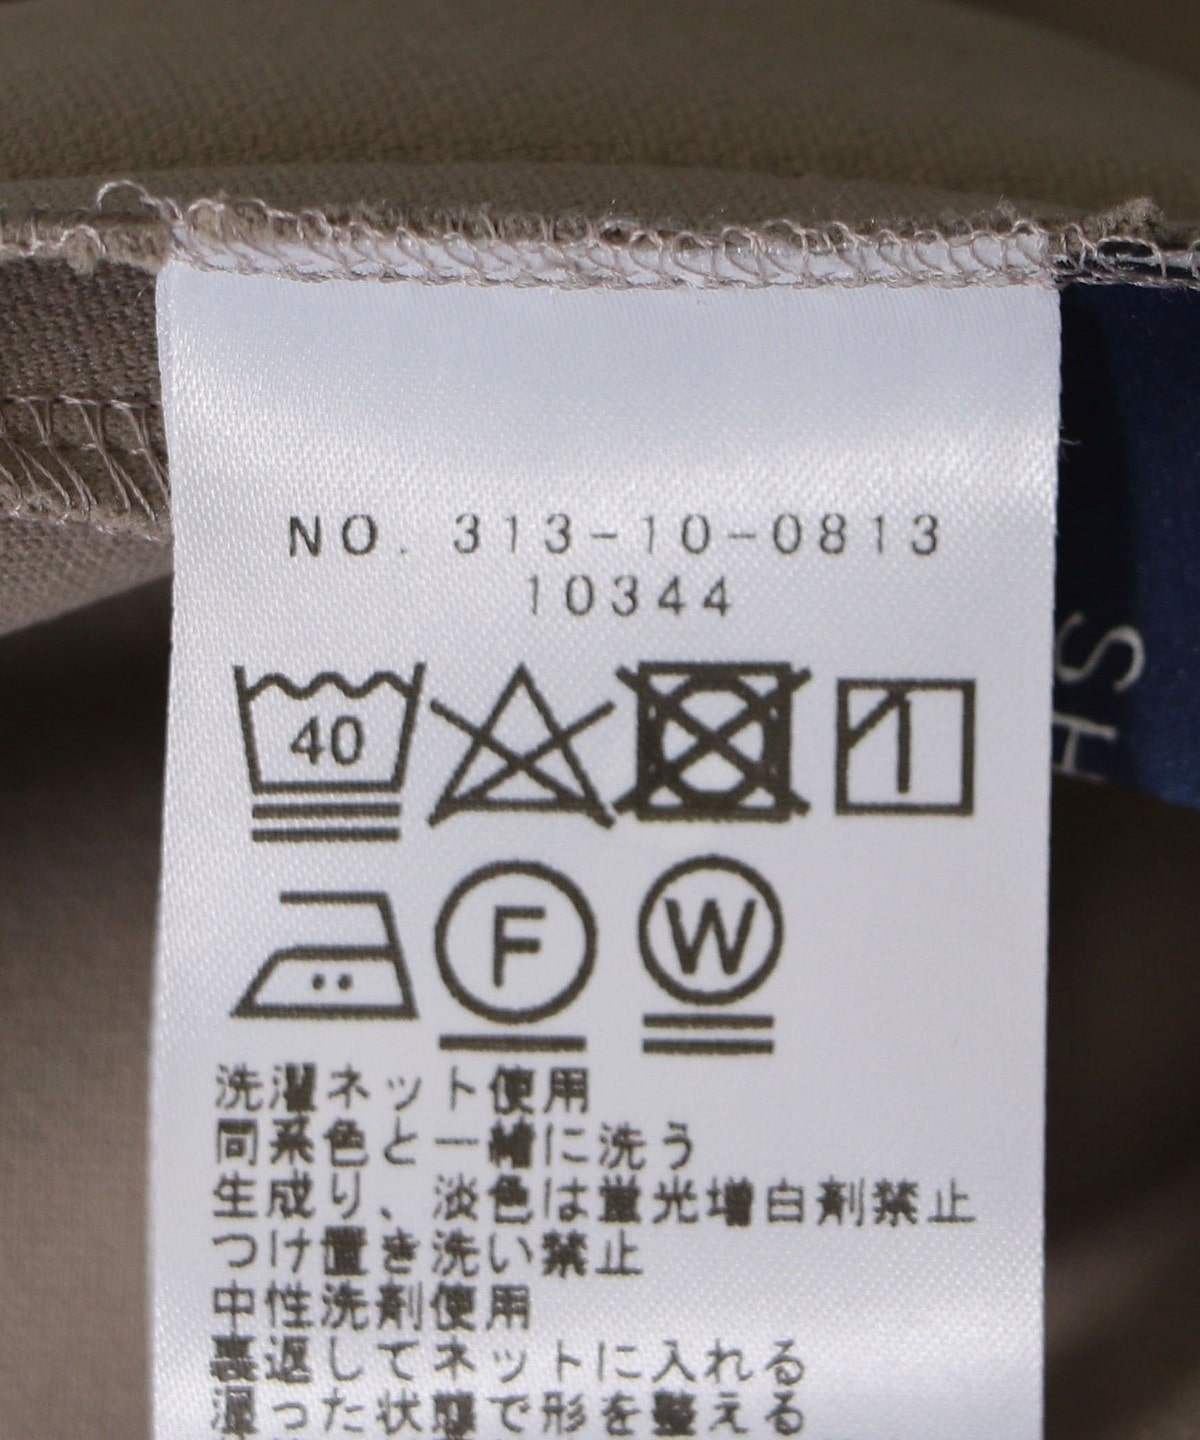 NO. 313-10-0813
10344
40
F
W
洗濯ネット使用
同系色と一緒に洗う
生成り、淡色は蛍光増白剤禁止
つけ置き洗い禁止
中性洗剤使用
裏返してネットに入れる
湿った状態で形を整える
HS